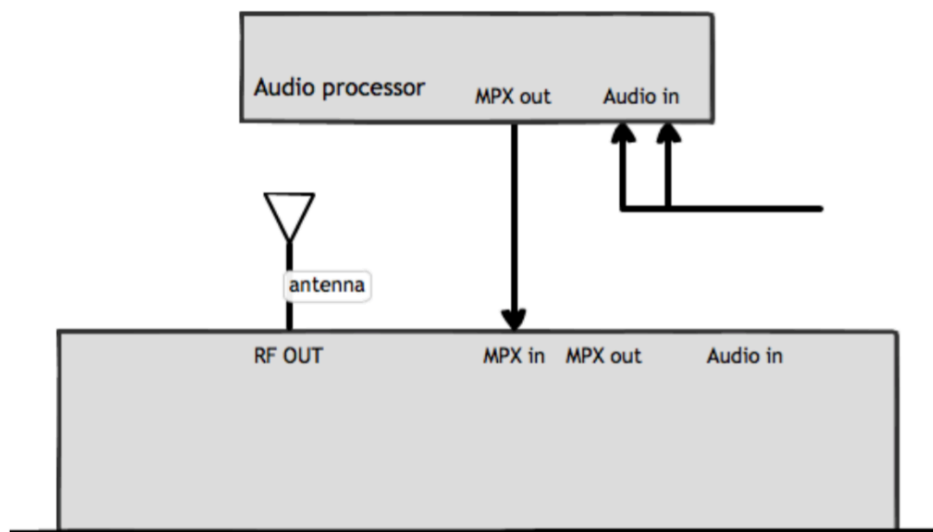 Audio processor
MPX out
Audio in
antenna
RF OUT
MPX in
MPX out
Audio in